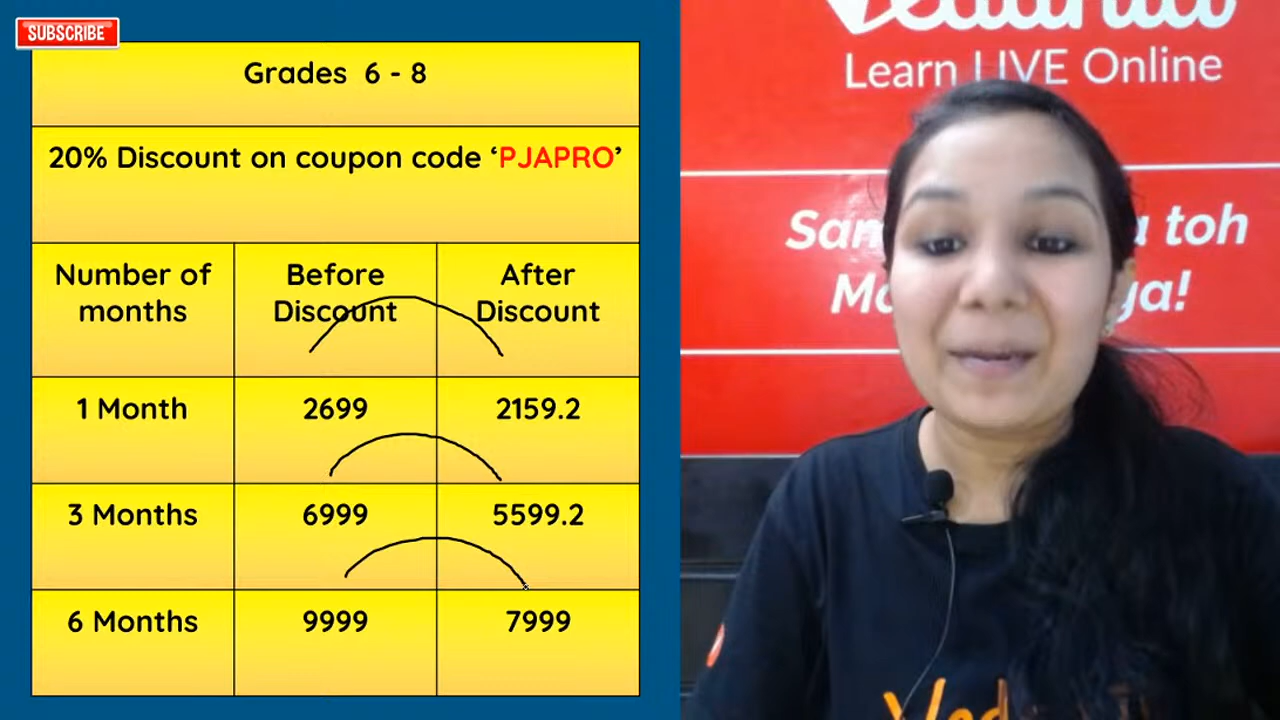 SUBSCRIBE
Grades 6 - 8
20% Discount on coupon code ‘PJAPRO’
Number of months
Before Discount
After Discount
1 Month 2699 2159.2
3 Months 6999 5599.2
6 Months 9999 7999
Learn LIVE Online
toh